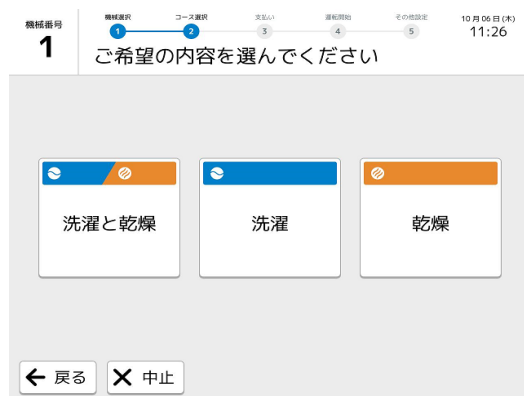 機械番号
1
機械選択
コース選択
支払い
運転開始
その他設定
1
2
3
4
5
10月06日(木)
11:26
ご希望の内容を選んでください
洗濯と乾燥
洗濯
乾燥
戻る
中止